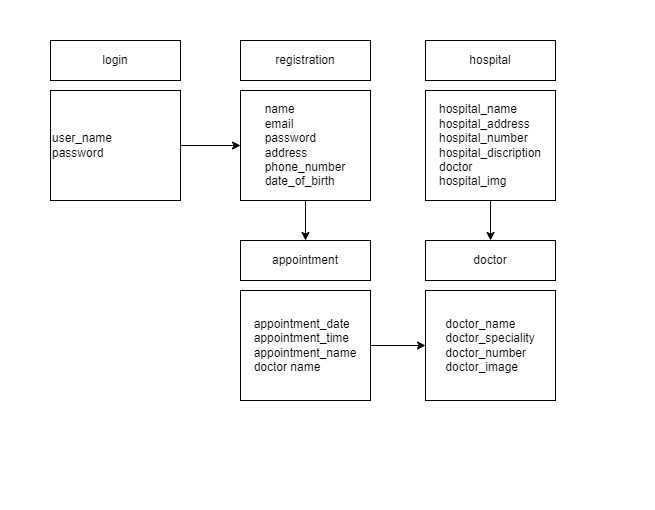 login
user_name
password
registration
name
email
password
address
phone_number
date_of_birth
hospital
hospital_name
hospital_address
hospital_number
hospital_discription
doctor
hospital_img
appointment
appointment_date
appointment_time
appointment_name
doctor name
doctor
doctor_name
doctor_speciality
doctor_number
doctor_image